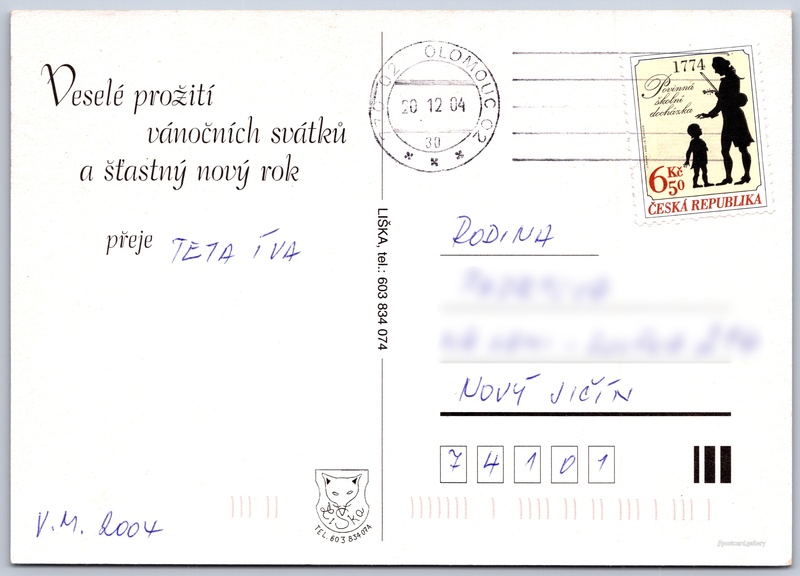 Veselé prožití
vánočních svátků
a šťastný nový rok
přeje TETA IVA
V.M. 2004
LIŠKA, tel.: 603 834 074
Liška
TEL. 603 834 074
OLOMOUC 02
20 12 04
30
1774
Povinná
školní
docházka
6 Kč
50
ČESKÁ REPUBLIKA
RODINA
NOVÝ JIČÍN
7 4 1 0 1